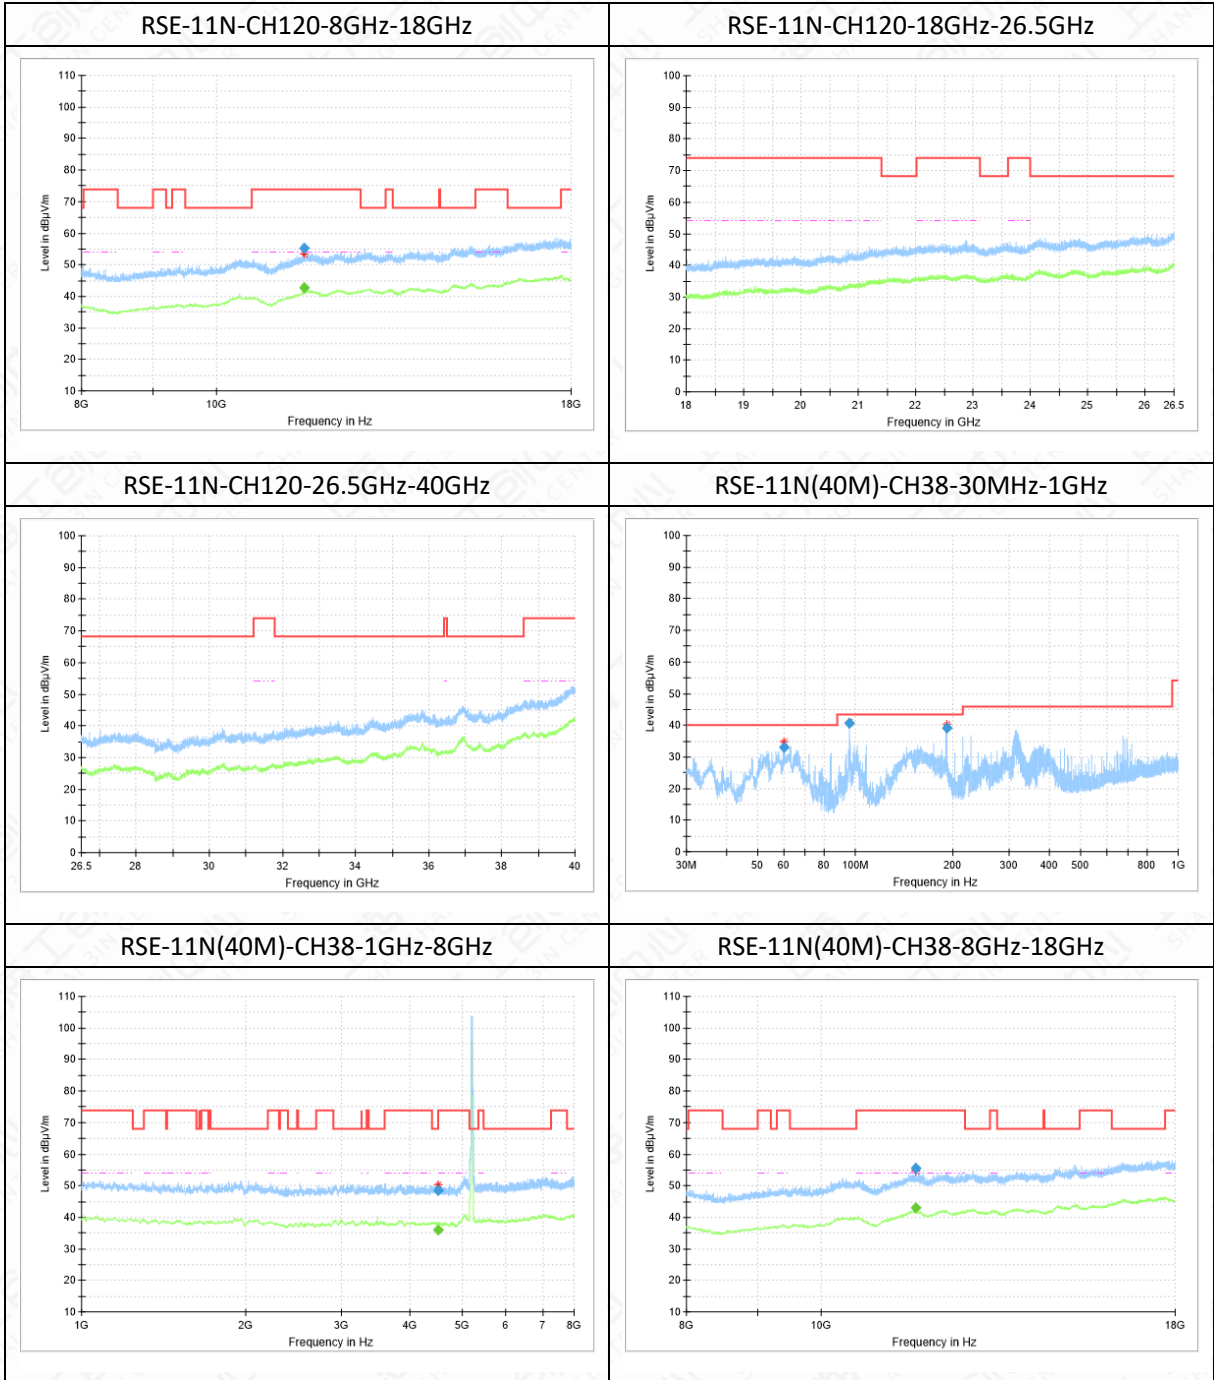 RSE-11N-CH120-8GHz-18GHz
RSE-11N-CH120-18GHz-26.5GHz
110
100
90
80
70
60
50
40
30
20
10
Level in dBµV/m
8G
10G
18G
Frequency in Hz
100
90
80
70
60
50
40
30
20
10
0
Level in dBµV/m
18
19
20
21
22
23
24
25
26
26.5
Frequency in GHz
RSE-11N-CH120-26.5GHz-40GHz
RSE-11N(40M)-CH38-30MHz-1GHz
100
90
80
70
60
50
40
30
20
10
0
Level in dBµV/m
26.5
28
30
32
34
36
38
40
Frequency in GHz
100
90
80
70
60
50
40
30
20
10
0
Level in dBµV/m
30M
50
60
80
100M
200
300
400
500
800
1G
Frequency in Hz
RSE-11N(40M)-CH38-1GHz-8GHz
RSE-11N(40M)-CH38-8GHz-18GHz
110
100
90
80
70
60
50
40
30
20
10
Level in dBµV/m
1G
2G
3G
4G
5G
6
7
8G
Frequency in Hz
110
100
90
80
70
60
50
40
30
20
10
Level in dBµV/m
8G
10G
18G
Frequency in Hz